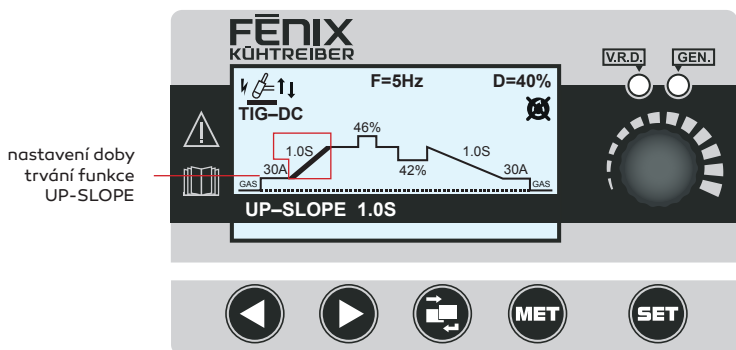 FĒNIX
KÜHTREIBER
V.R.D.
GEN.
F=5Hz
D=40%
TIG–DC
46%
1.0S
1.0S
30A
42%
30A
GAS
GAS
UP–SLOPE 1.0S
nastavení doby
trvání funkce
UP-SLOPE
MET
SET